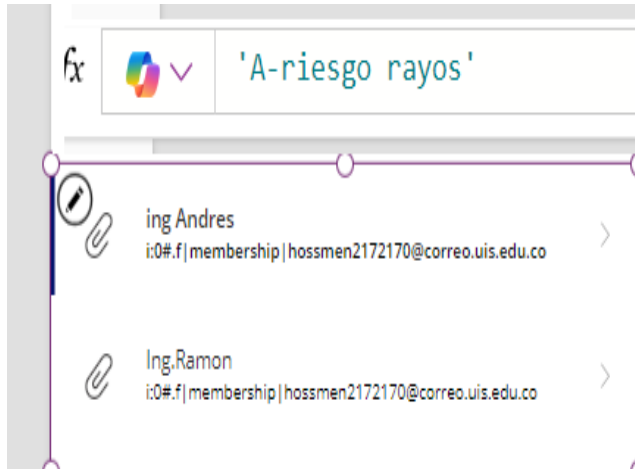 fx 'A-riesgo rayos'
ing Andres
i:0#.f|membership|hossmen2172170@correo.uis.edu.co
Ing.Ramon
i:0#.f|membership|hossmen2172170@correo.uis.edu.co